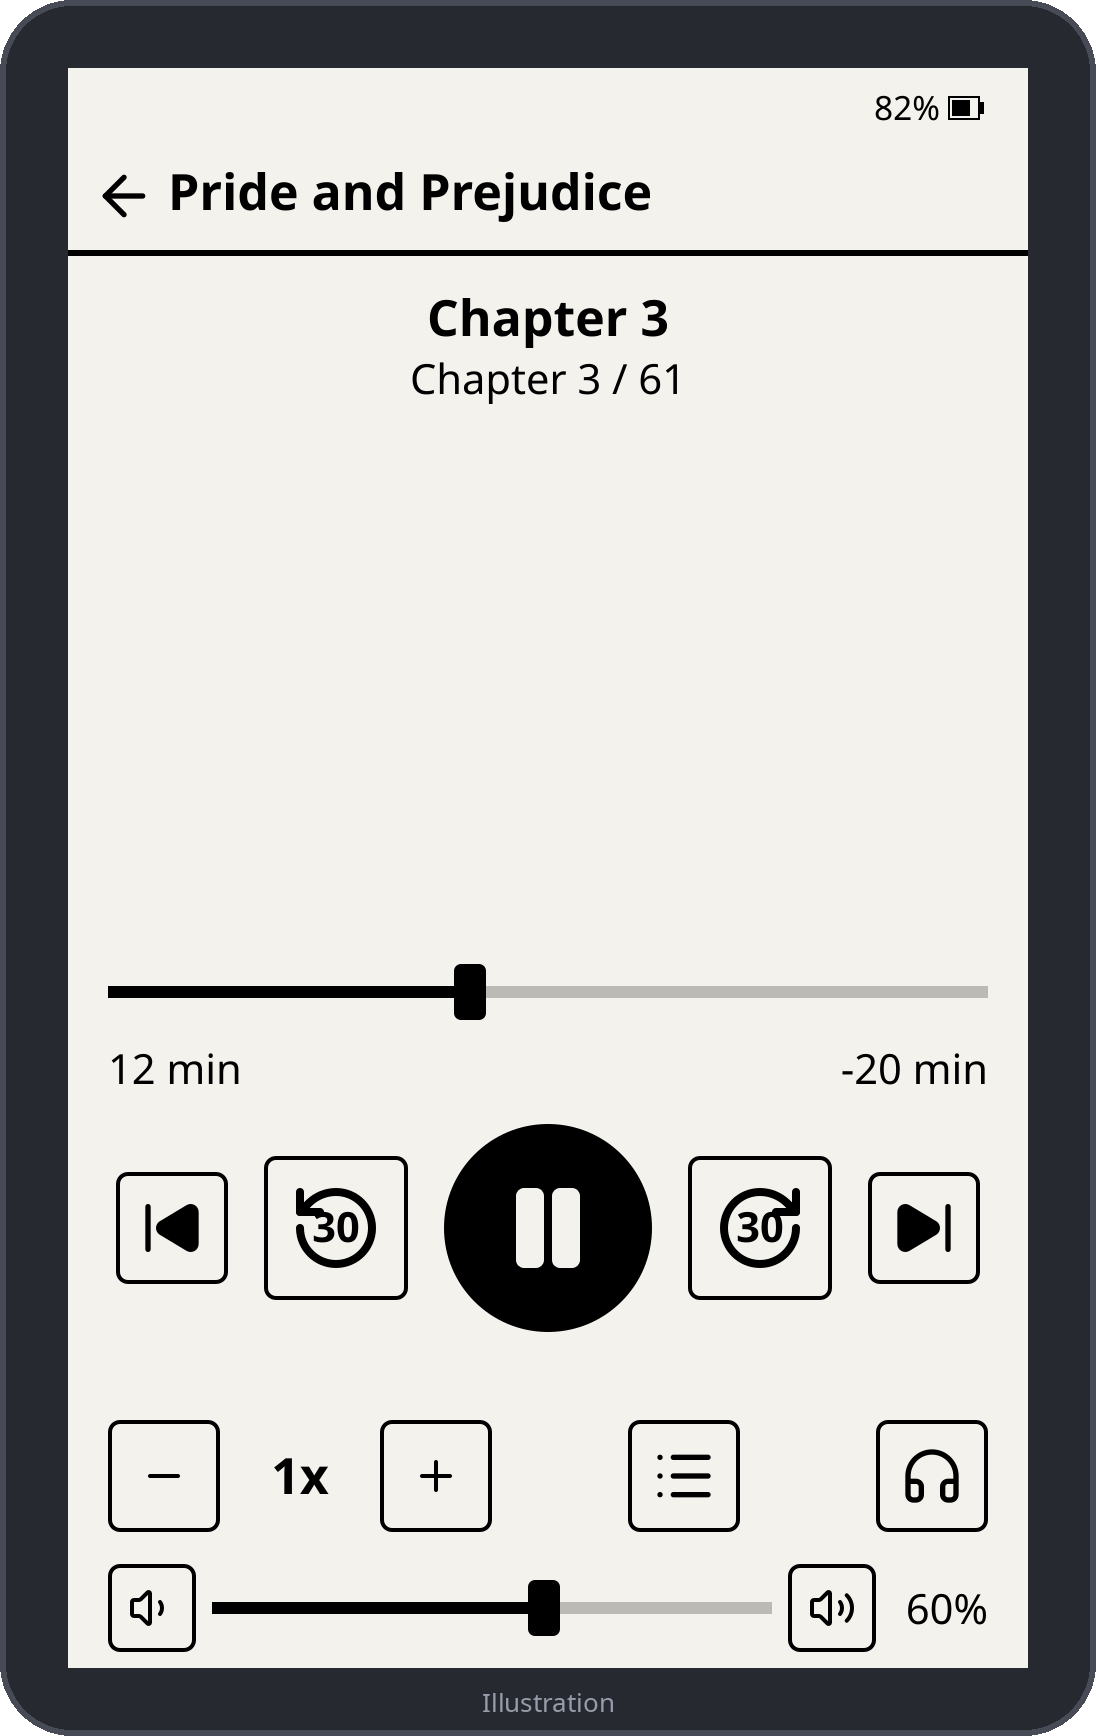 82%
Pride and Prejudice
Chapter 3
Chapter 3 / 61
12 min
-20 min
30
30
1x
60%
Illustration